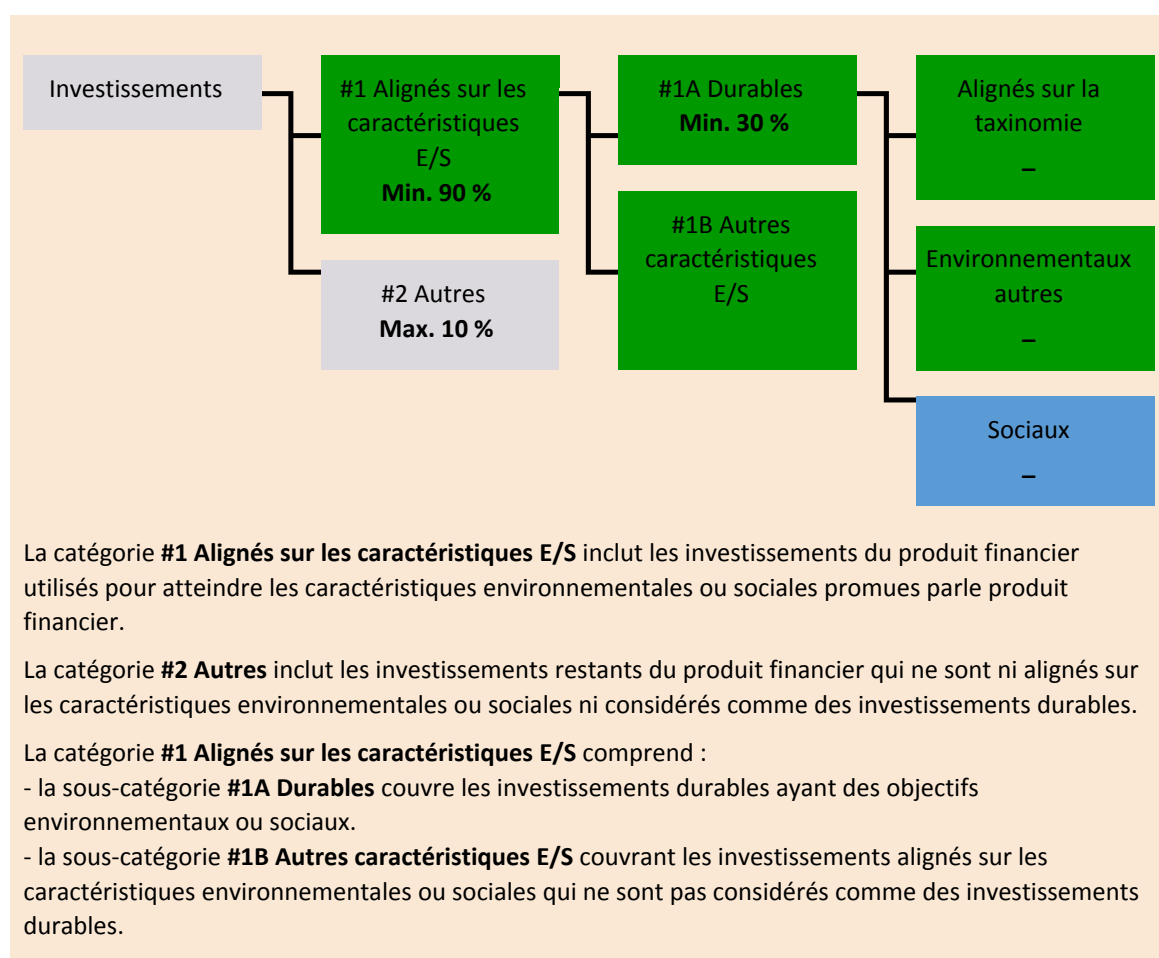 Investissements
#1 Alignés sur les
caractéristiques
E/S
Min. 90 %
#2 Autres
Max. 10 %
#1A Durables
Min. 30 %
#1B Autres
caractéristiques
E/S
Alignés sur la
taxinomie
–
Environnementaux
autres
–
Sociaux
–
La catégorie #1 Alignés sur les caractéristiques E/S inclut les investissements du produit financier
utilisés pour atteindre les caractéristiques environnementales ou sociales promues parle produit
financier.
La catégorie #2 Autres inclut les investissements restants du produit financier qui ne sont ni alignés sur
les caractéristiques environnementales ou sociales ni considérés comme des investissements durables.
La catégorie #1 Alignés sur les caractéristiques E/S comprend :
- la sous-catégorie #1A Durables couvre les investissements durables ayant des objectifs
environnementaux ou sociaux.
- la sous-catégorie #1B Autres caractéristiques E/S couvrant les investissements alignés sur les
caractéristiques environnementales ou sociales qui ne sont pas considérés comme des investissements
durables.